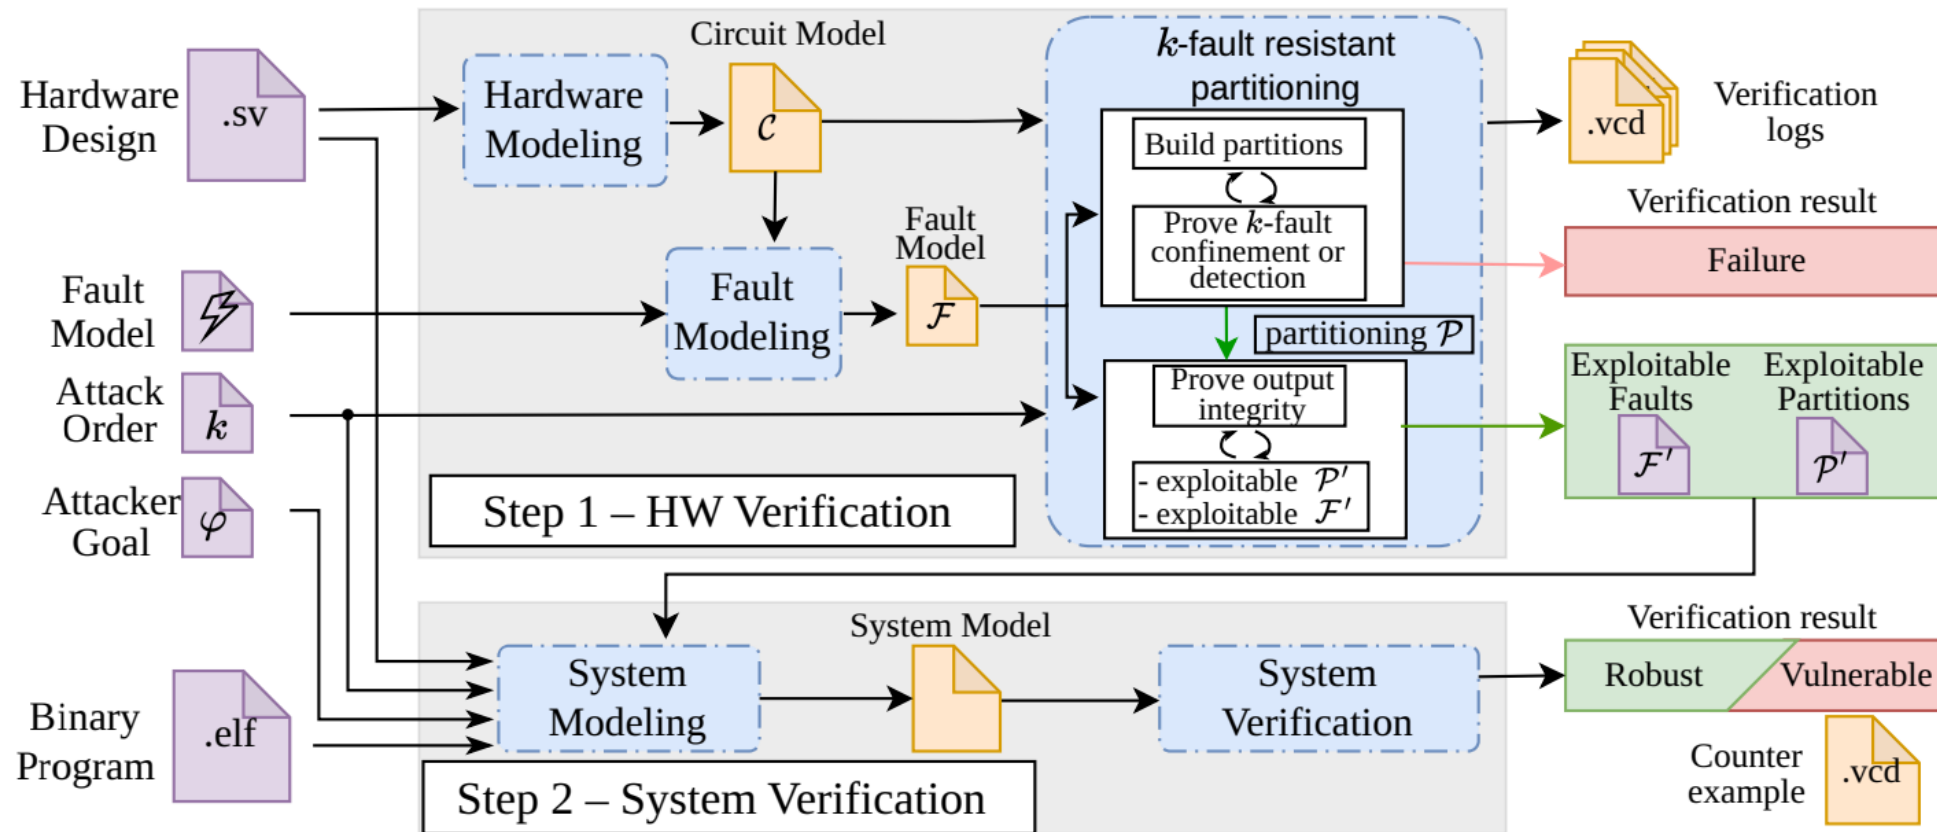 Hardware
Design
.sv
Fault
Model
Attack
Order
k
Attacker
Goal
φ
Binary
Program
.elf
Circuit Model
Hardware
Modeling
C
Fault
Modeling
Fault
Model
F
k-fault resistant
partitioning
Build partitions
Prove k-fault
confinement or
detection
partitioning P
Prove output
integrity
- exploitable P′
- exploitable F′
Step 1 – HW Verification
.vcd
Verification
logs
Verification result
Failure
Exploitable
Faults
F′
Exploitable
Partitions
P′
System Model
System
Modeling
System
Verification
Step 2 – System Verification
Verification result
Robust
Vulnerable
Counter
example
.vcd